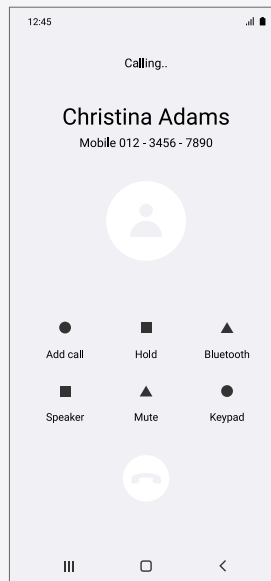 12:45
Calling..
Christina Adams
Mobile 012 - 3456 - 7890
Add call Hold Bluetooth
Speaker Mute Keypad